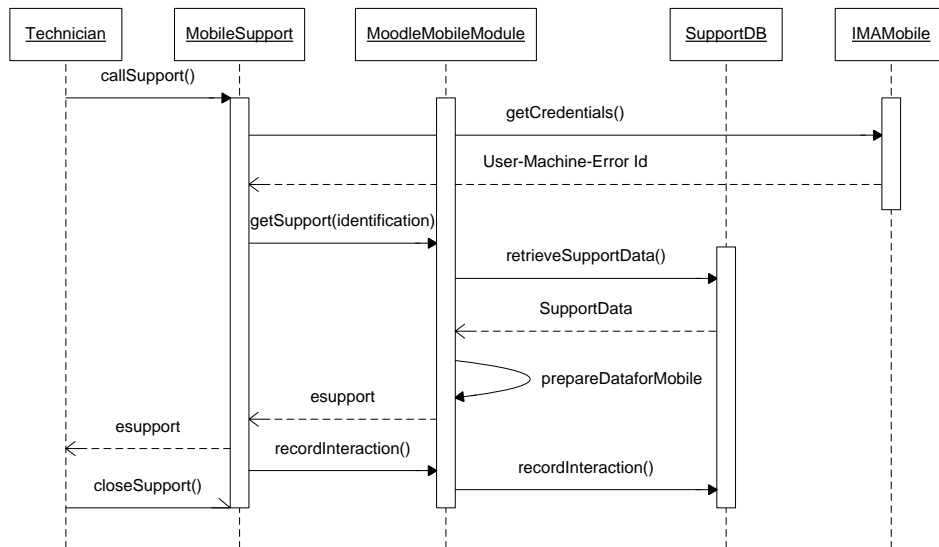 Technician
MobileSupport
MoodleMobileModule
SupportDB
IMAMobile
callSupport()
getCredentials()
User-Machine-Error Id
getSupport(identification)
retrieveSupportData()
SupportData
prepareDataforMobile
esupport
esupport
recordInteraction()
recordInteraction()
closeSupport()